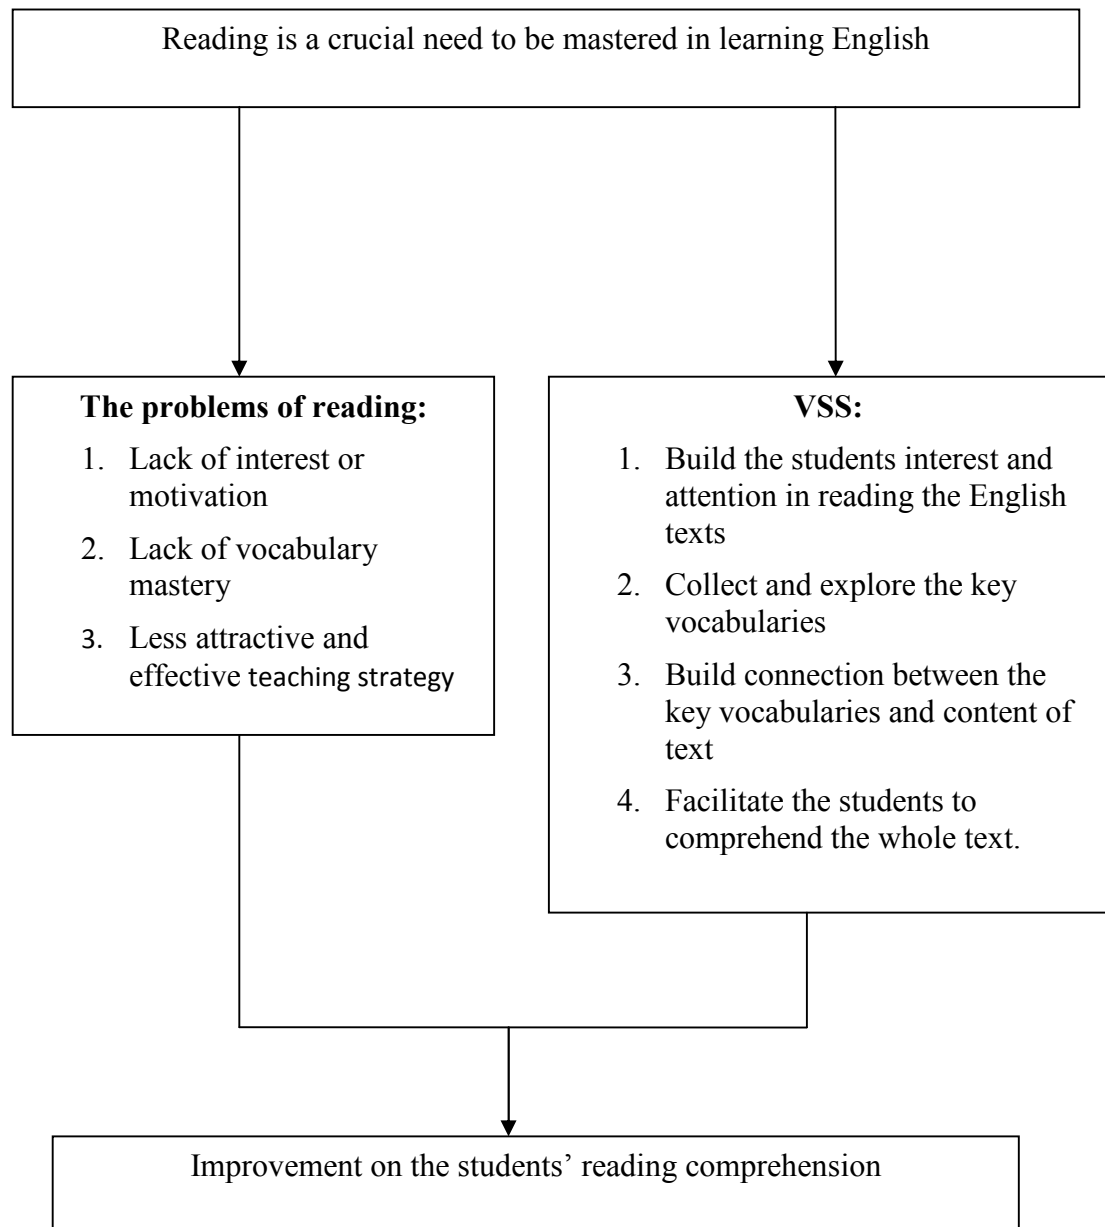 Reading is a crucial need to be mastered in learning English
The problems of reading:
1. Lack of interest or
motivation
2. Lack of vocabulary
mastery
3. Less attractive and
effective teaching strategy
VSS:
1. Build the students interest and
attention in reading the English
texts
2. Collect and explore the key
vocabularies
3. Build connection between the
key vocabularies and content of
text
4. Facilitate the students to
comprehend the whole text.
Improvement on the students’ reading comprehension